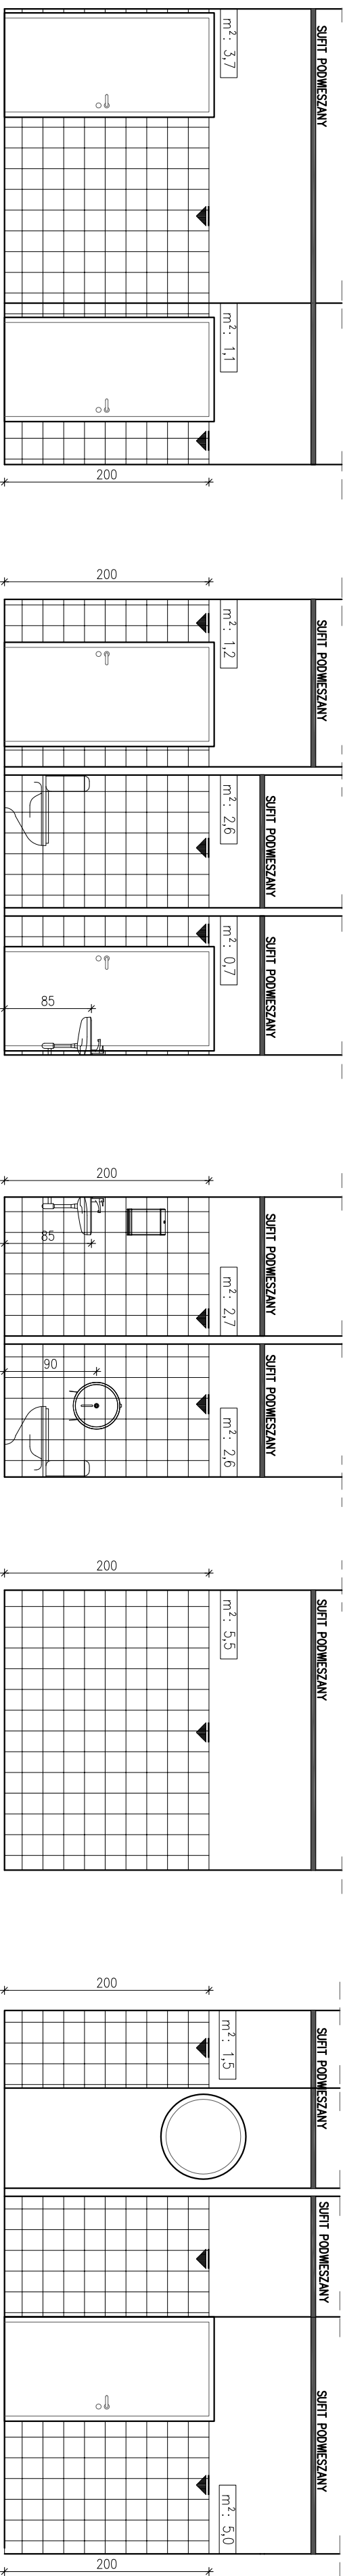 SUFIT PODWIESZANY
m²: 3,7
m²: 1,1
200
200
SUFIT PODWIESZANY
m²: 1,2
SUFIT PODWIESZANY
m²: 2,6
SUFIT PODWIESZANY
m²: 0,7
85
200
SUFIT PODWIESZANY
m²: 2,7
85
SUFIT PODWIESZANY
m²: 2,6
90
200
SUFIT PODWIESZANY
m²: 5,5
200
SUFIT PODWIESZANY
m²: 1,5
SUFIT PODWIESZANY
SUFIT PODWIESZANY
m²: 5,0
200